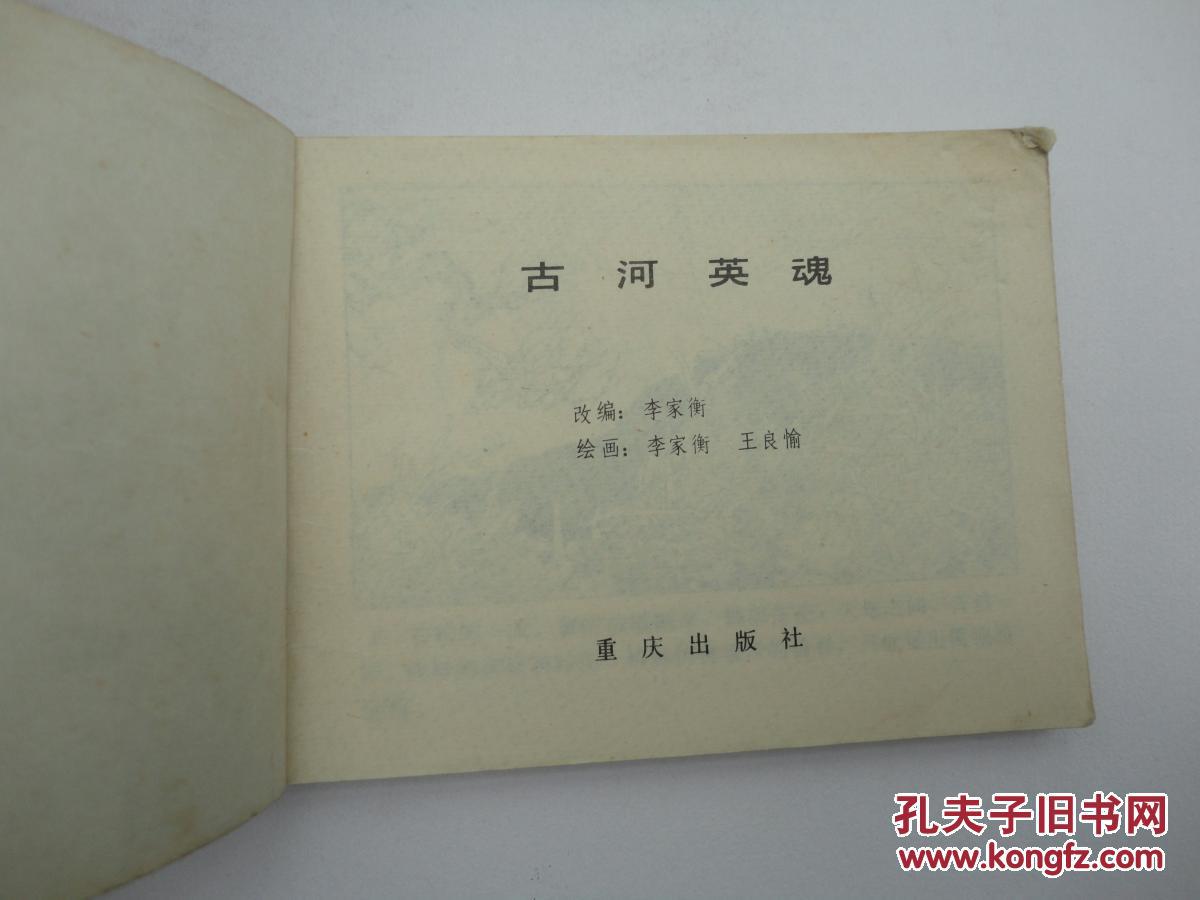 古河英魂
改编：李家衡
绘画：李家衡 王良愉
重庆出版社
孔夫子旧书网
www.kongfz.com